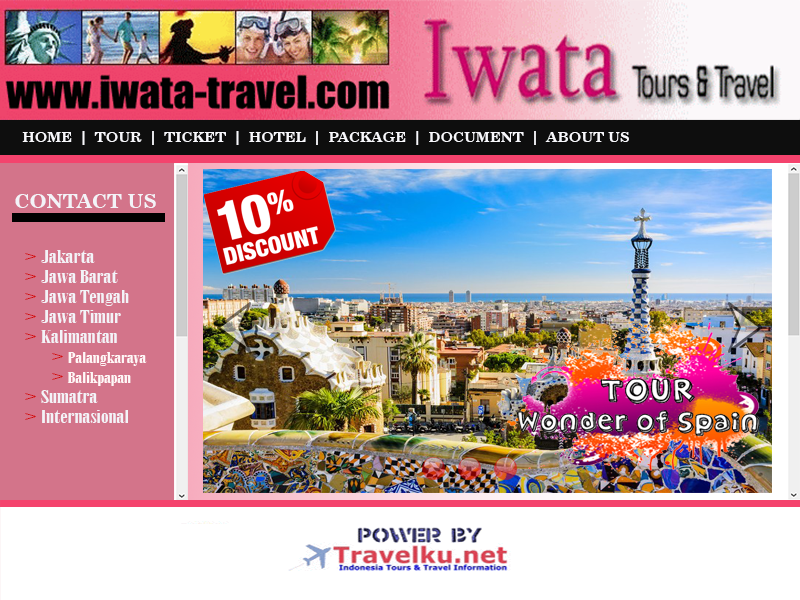 www.iwata-travel.com
Iwata Tours & Travel
HOME | TOUR | TICKET | HOTEL | PACKAGE | DOCUMENT | ABOUT US
CONTACT US
> Jakarta
> Jawa Barat
> Jawa Tengah
> Jawa Timur
> Kalimantan
> Palangkaraya
> Balikpapan
> Sumatra
> Internasional
10%
DISCOUNT
TOUR
Wonder of Spain
POWER BY
Travelku.net
Indonesia Tours & Travel Information